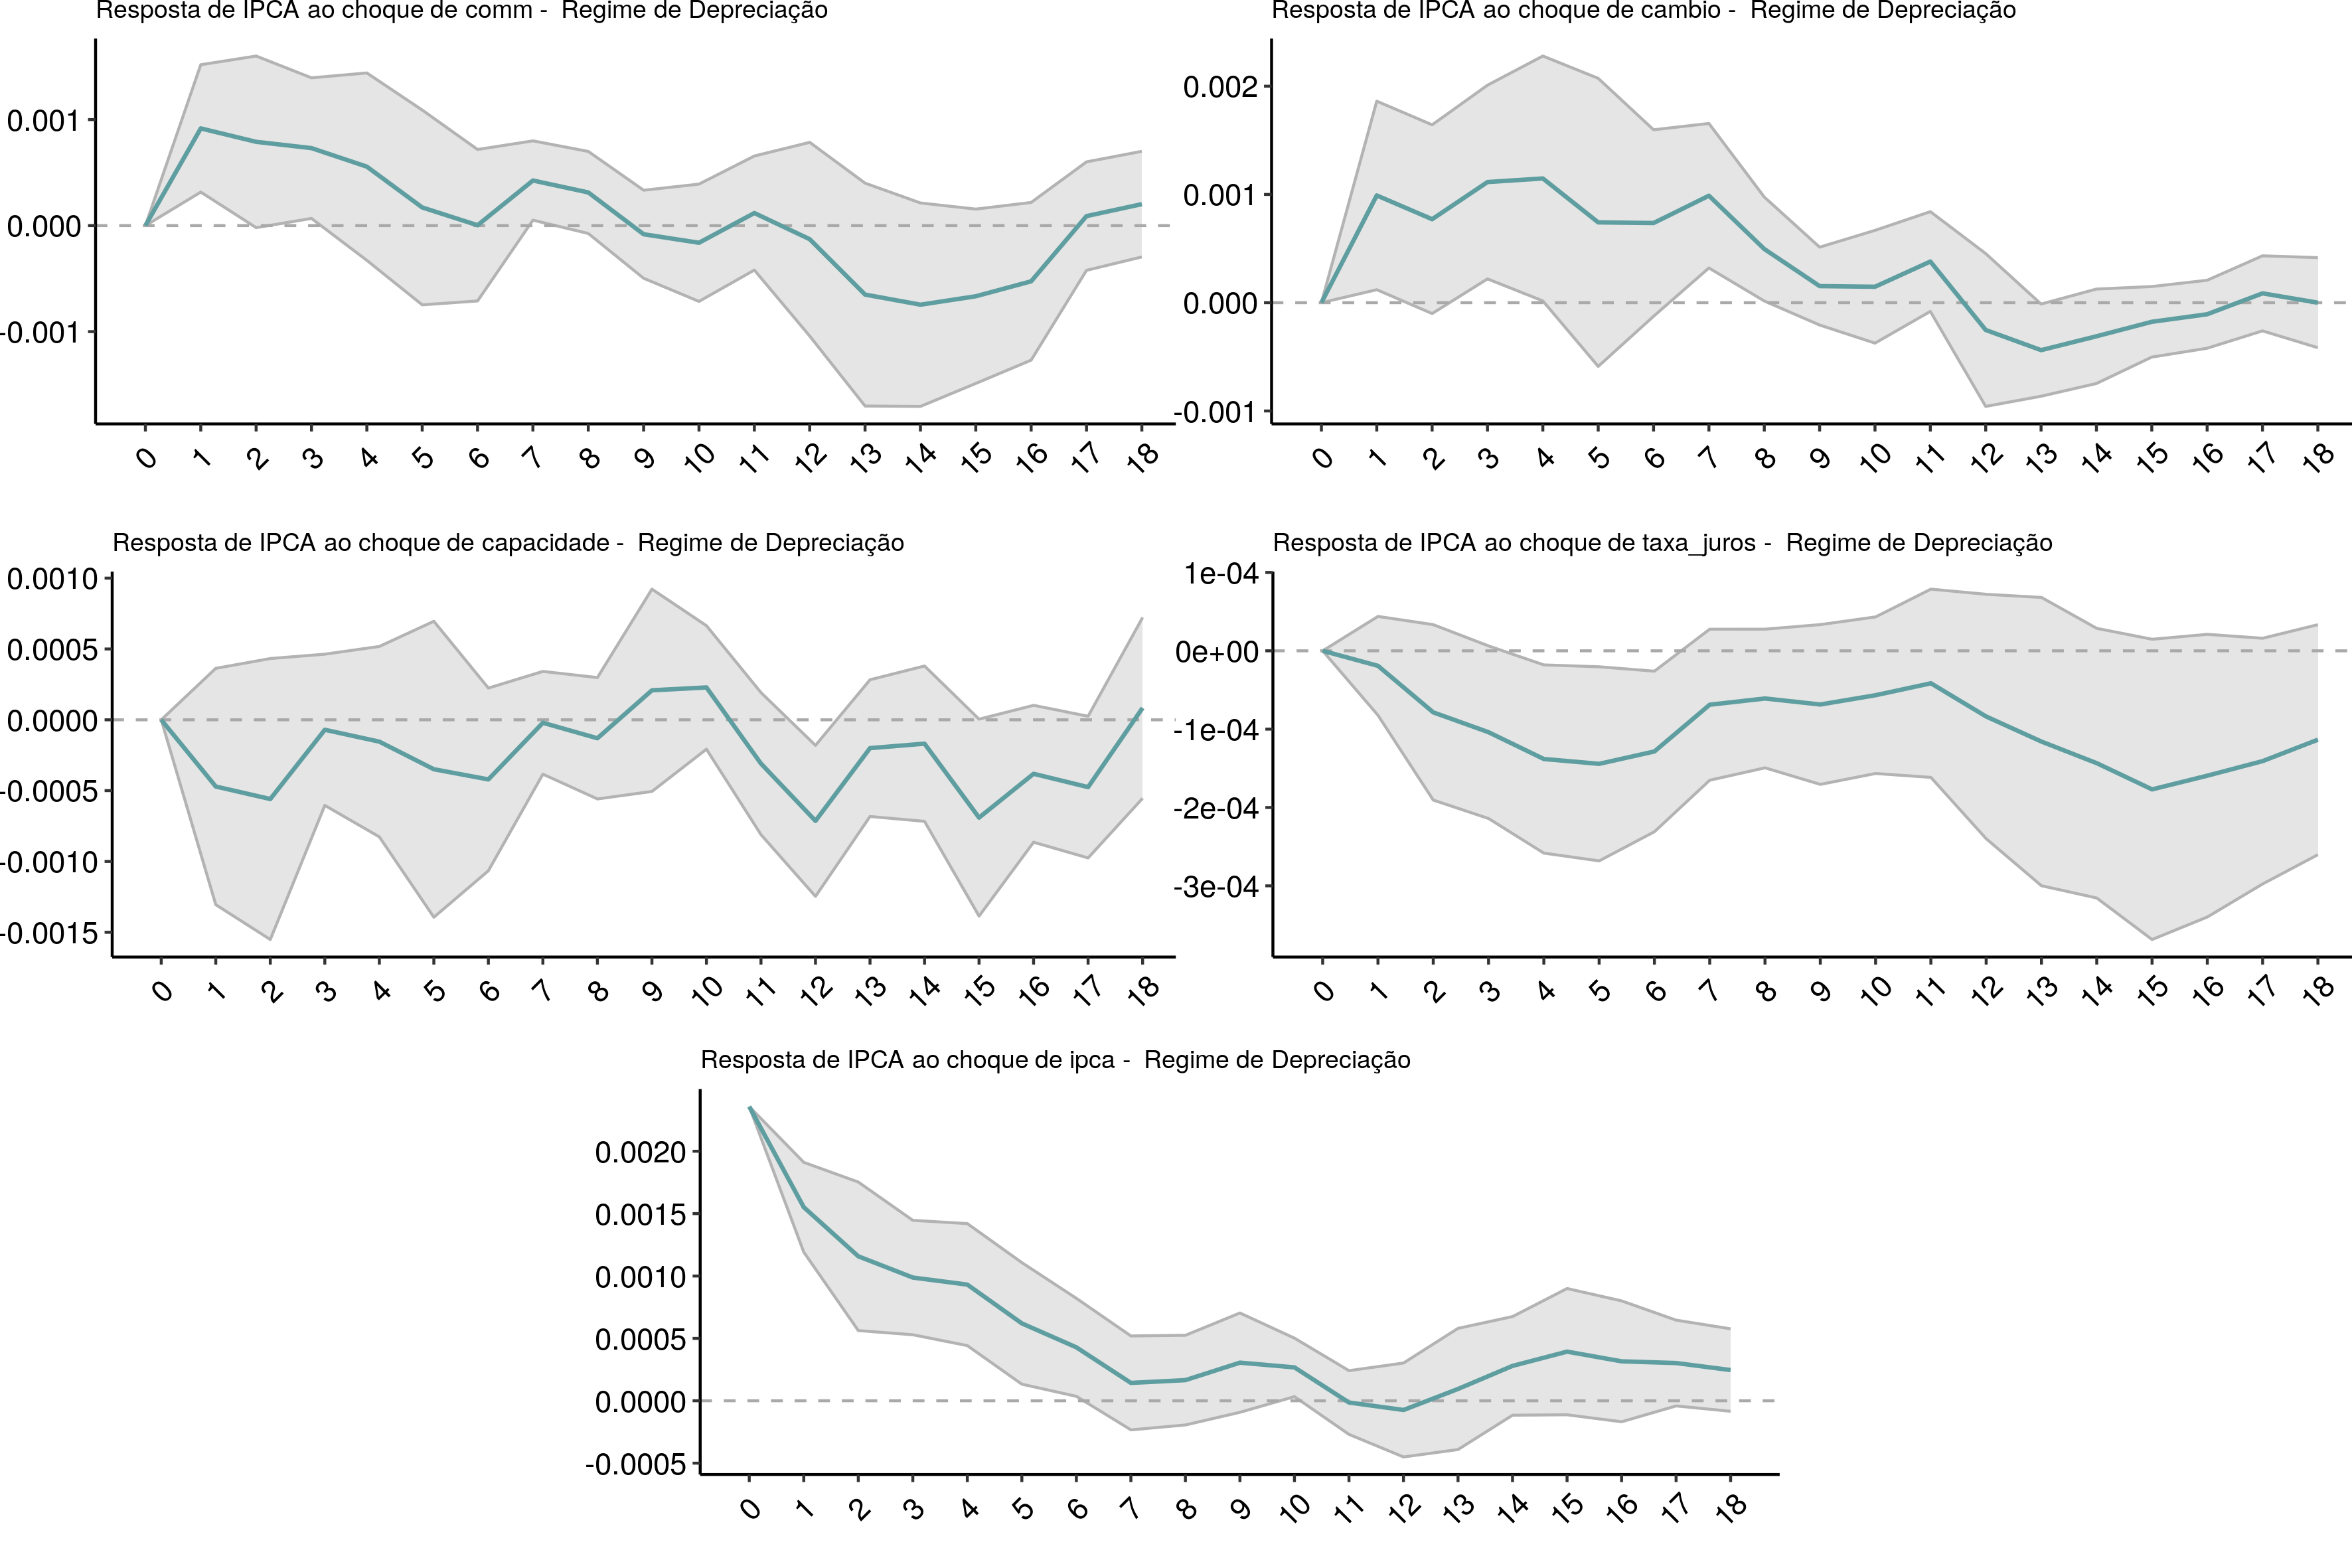 Resposta de IPCA ao choque de comm -  Regime de Depreciação
0.001
0.000
-0.001
0 1 2 3 4 5 6 7 8 9 10 11 12 13 14 15 16 17 18
Resposta de IPCA ao choque de cambio -  Regime de Depreciação
0.002
0.001
0.000
-0.001
0 1 2 3 4 5 6 7 8 9 10 11 12 13 14 15 16 17 18
Resposta de IPCA ao choque de capacidade -  Regime de Depreciação
0.0010
0.0005
0.0000
-0.0005
-0.0010
-0.0015
0 1 2 3 4 5 6 7 8 9 10 11 12 13 14 15 16 17 18
Resposta de IPCA ao choque de taxa_juros -  Regime de Depreciação
1e-04
0e+00
-1e-04
-2e-04
-3e-04
0 1 2 3 4 5 6 7 8 9 10 11 12 13 14 15 16 17 18
Resposta de IPCA ao choque de ipca -  Regime de Depreciação
0.0020
0.0015
0.0010
0.0005
0.0000
-0.0005
0 1 2 3 4 5 6 7 8 9 10 11 12 13 14 15 16 17 18